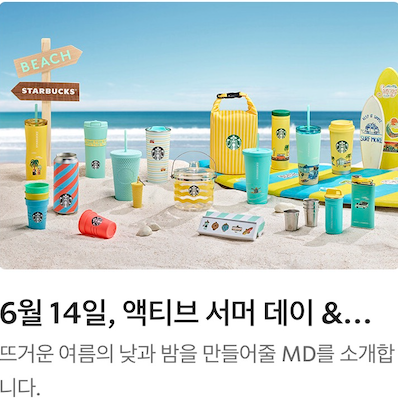 BEACH
STARBUCKS
6월 14일, 액티브 서머 데이 &...
뜨거운 여름의 낮과 밤을 만들어줄 MD를 소개합
니다.